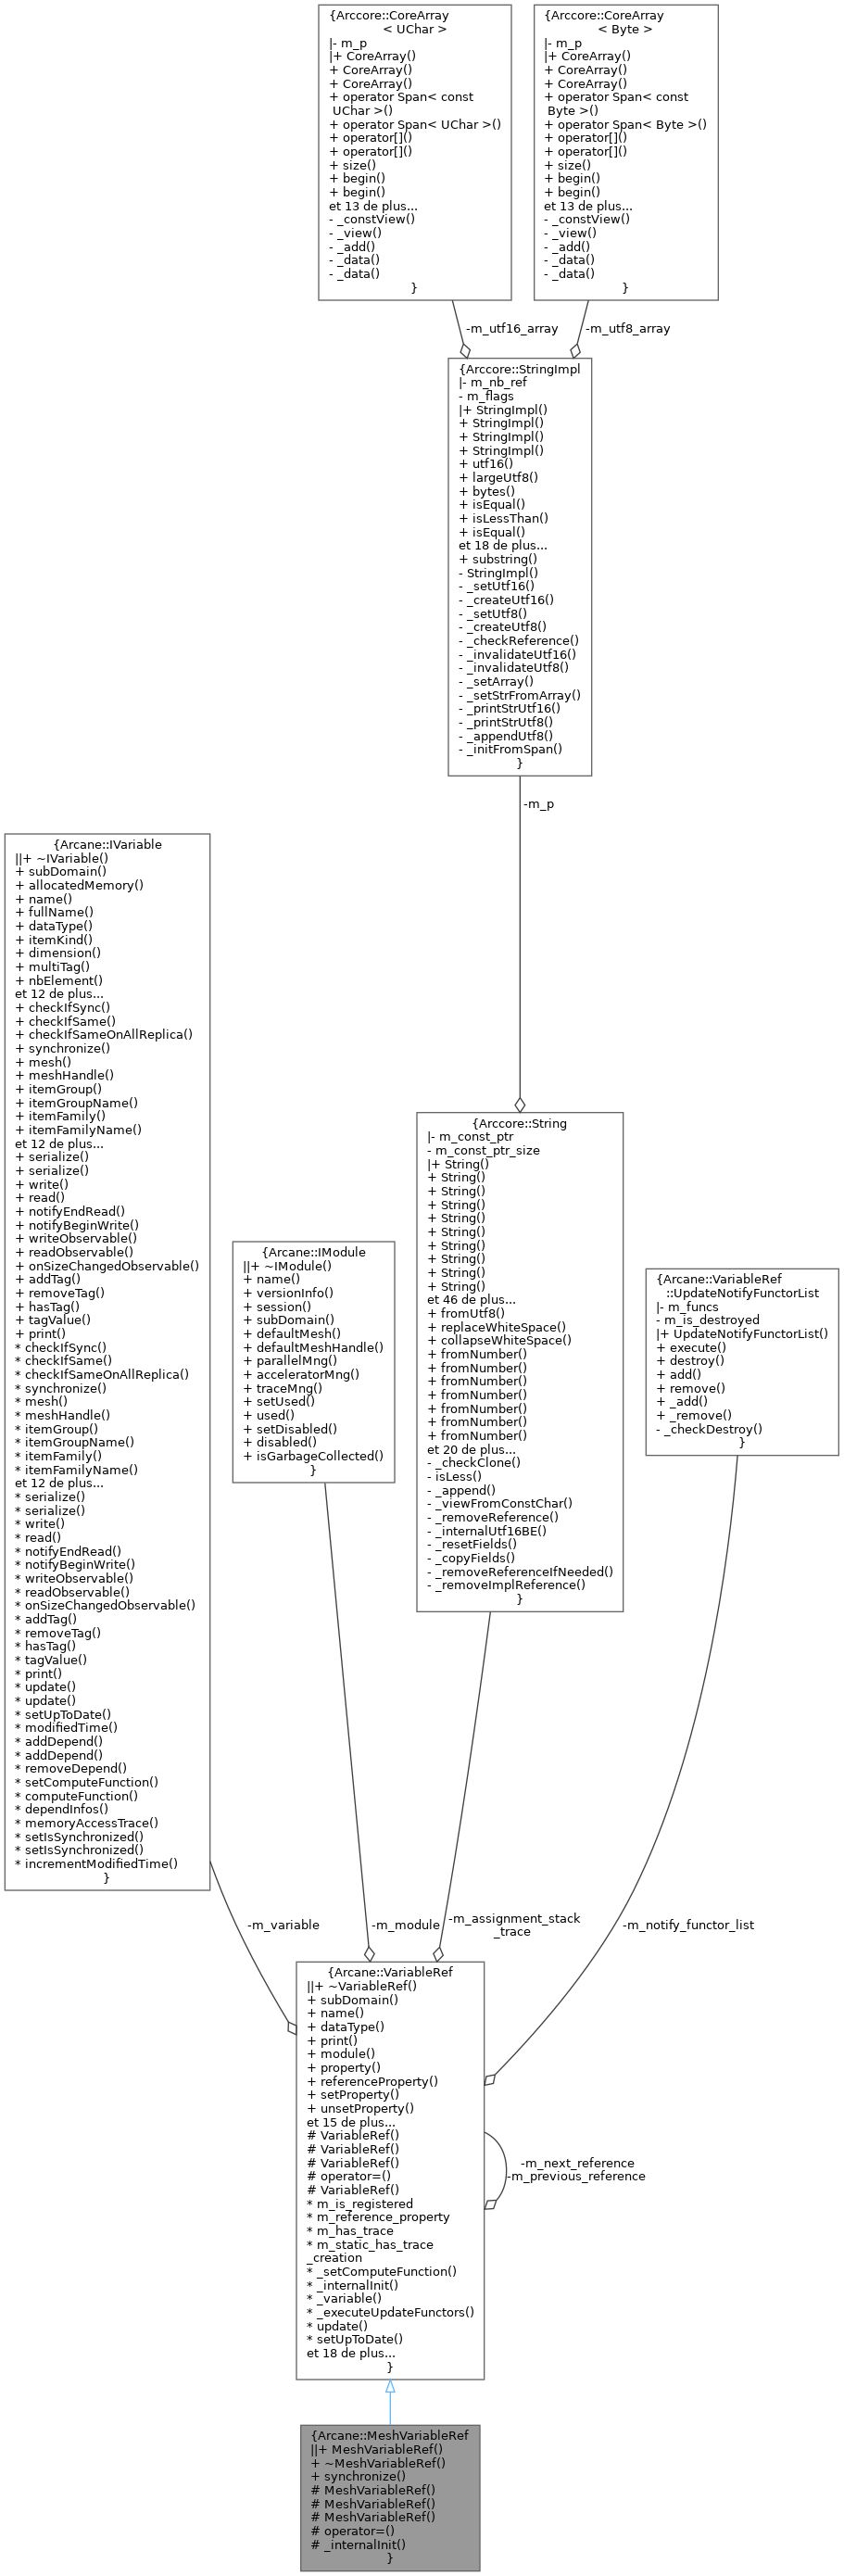 {Arccore::CoreArray
< UChar >
|- m_p
|+ CoreArray()
+ CoreArray()
+ CoreArray()
+ operator Span< const
UChar >()
+ operator Span< UChar >()
+ operator[]()
+ operator[]()
+ size()
+ begin()
+ begin()
et 13 de plus...
- _constView()
- _view()
- _add()
- _data()
- _data()
}
{Arccore::CoreArray
< Byte >
|- m_p
|+ CoreArray()
+ CoreArray()
+ CoreArray()
+ operator Span< const
Byte >()
+ operator Span< Byte >()
+ operator[]()
+ operator[]()
+ size()
+ begin()
+ begin()
et 13 de plus...
- _constView()
- _view()
- _add()
- _data()
- _data()
}
-m_utf16_array
-m_utf8_array
{Arccore::StringImpl
|- m_nb_ref
- m_flags
|+ StringImpl()
+ StringImpl()
+ StringImpl()
+ StringImpl()
+ utf16()
+ largeUtf8()
+ bytes()
+ isEqual()
+ isLessThan()
+ isEqual()
et 18 de plus...
+ substring()
- StringImpl()
- _setUtf16()
- _createUtf16()
- _setUtf8()
- _createUtf8()
- _checkReference()
- _invalidateUtf16()
- _invalidateUtf8()
- _setArray()
- _setStrFromArray()
- _printStrUtf16()
- _printStrUtf8()
- _appendUtf8()
- _initFromSpan()
}
-m_p
{Arcane::IVariable
||+ ~IVariable()
+ subDomain()
+ allocatedMemory()
+ name()
+ fullName()
+ dataType()
+ itemKind()
+ dimension()
+ multiTag()
+ nbElement()
et 12 de plus...
+ checkIfSync()
+ checkIfSame()
+ checkIfSameOnAllReplica()
+ synchronize()
+ mesh()
+ meshHandle()
+ itemGroup()
+ itemGroupName()
+ itemFamily()
+ itemFamilyName()
et 12 de plus...
+ serialize()
+ serialize()
+ write()
+ read()
+ notifyEndRead()
+ notifyBeginWrite()
+ writeObservable()
+ readObservable()
+ onSizeChangedObservable()
+ addTag()
+ removeTag()
+ hasTag()
+ tagValue()
+ print()
* checkIfSync()
* checkIfSame()
* checkIfSameOnAllReplica()
* synchronize()
* mesh()
* meshHandle()
* itemGroup()
* itemGroupName()
* itemFamily()
* itemFamilyName()
et 12 de plus...
* serialize()
* serialize()
* write()
* read()
* notifyEndRead()
* notifyBeginWrite()
* writeObservable()
* readObservable()
* onSizeChangedObservable()
* addTag()
* removeTag()
* hasTag()
* tagValue()
* print()
* update()
* update()
* setUpToDate()
* modifiedTime()
* addDepend()
* addDepend()
* removeDepend()
* setComputeFunction()
* computeFunction()
* dependInfos()
* memoryAccessTrace()
* setIsSynchronized()
* setIsSynchronized()
* incrementModifiedTime()
}
{Arcane::IModule
||+ ~IModule()
+ name()
+ versionInfo()
+ session()
+ subDomain()
+ defaultMesh()
+ defaultMeshHandle()
+ parallelMng()
+ acceleratorMng()
+ traceMng()
+ setUsed()
+ used()
+ setDisabled()
+ disabled()
+ isGarbageCollected()
}
{Arccore::String
|- m_const_ptr
- m_const_ptr_size
|+ String()
+ String()
+ String()
+ String()
+ String()
+ String()
+ String()
+ String()
+ String()
+ String()
et 46 de plus...
+ fromUtf8()
+ replaceWhiteSpace()
+ collapseWhiteSpace()
+ fromNumber()
+ fromNumber()
+ fromNumber()
+ fromNumber()
+ fromNumber()
+ fromNumber()
+ fromNumber()
et 20 de plus...
- _checkClone()
- isLess()
- _append()
- _viewFromConstChar()
- _removeReference()
- _internalUtf16BE()
- _resetFields()
- _copyFields()
- _removeReferenceIfNeeded()
- _removeImplReference()
}
{Arcane::VariableRef
::UpdateNotifyFunctorList
|- m_funcs
- m_is_destroyed
|+ UpdateNotifyFunctorList()
+ execute()
+ destroy()
+ add()
+ remove()
+ _add()
+ _remove()
- _checkDestroy()
}
-m_variable
-m_module
-m_assignment_stack
_trace
-m_notify_functor_list
{Arcane::VariableRef
||+ ~VariableRef()
+ subDomain()
+ name()
+ dataType()
+ print()
+ module()
+ property()
+ referenceProperty()
+ setProperty()
+ unsetProperty()
et 15 de plus...
# VariableRef()
# VariableRef()
# VariableRef()
# operator=()
# VariableRef()
* m_is_registered
* m_reference_property
* m_has_trace
* m_static_has_trace
_creation
* _setComputeFunction()
* _internalInit()
* _variable()
* _executeUpdateFunctors()
* update()
* setUpToDate()
et 18 de plus...
}
-m_next_reference
-m_previous_reference
{Arcane::MeshVariableRef
||+ MeshVariableRef()
+ ~MeshVariableRef()
+ synchronize()
# MeshVariableRef()
# MeshVariableRef()
# MeshVariableRef()
# operator=()
# _internalInit()
}